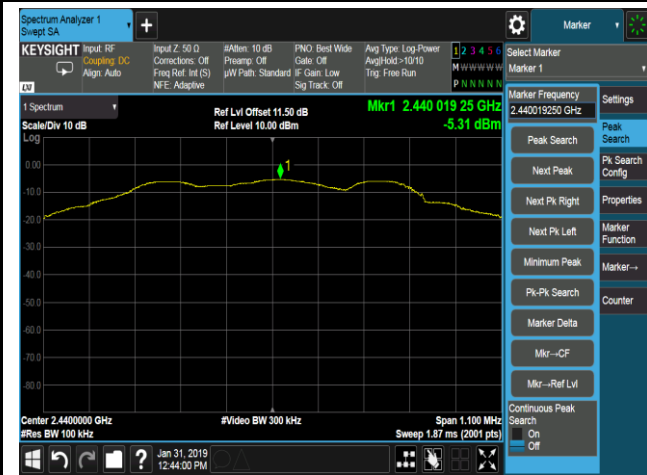 Spectrum Analyzer 1
Swept SA
+
Marker
KEYSIGHT
Input: RF
Coupling: DC
Align: Auto
Input Z: 50 Ω
Corrections: Off
Freq Ref: Int (S)
NFE: Adaptive
#Atten: 10 dB
Preamp: Off
µW Path: Standard
PNO: Best Wide
Gate: Off
IF Gain: Low
Sig Track: Off
Avg Type: Log-Power
Avg|Hold:>10/10
Trig: Free Run
1 2 3 4 5 6
M W W W W W
P N N N N N
LXI
Select Marker
Marker 1
1 Spectrum
Scale/Div 10 dB
Log
Ref Lvl Offset 11.50 dB
Ref Level 10.00 dBm
Mkr1 2.440 019 25 GHz
-5.31 dBm
1
0.00
-10.0
-20.0
-30.0
-40.0
-50.0
-60.0
-70.0
-80.0
Center 2.4400000 GHz
#Res BW 100 kHz
#Video BW 300 kHz
Span 1.100 MHz
Sweep 1.87 ms (2001 pts)
Marker Frequency
2.440019250 GHz
Peak Search
Next Peak
Next Pk Right
Next Pk Left
Minimum Peak
Pk-Pk Search
Marker Delta
Mkr→CF
Mkr→Ref Lvl
Continuous Peak
Search
On
Off
Settings
Peak
Search
Pk Search
Config
Properties
Marker
Function
Marker→
Counter
?
Jan 31, 2019
12:44:00 PM